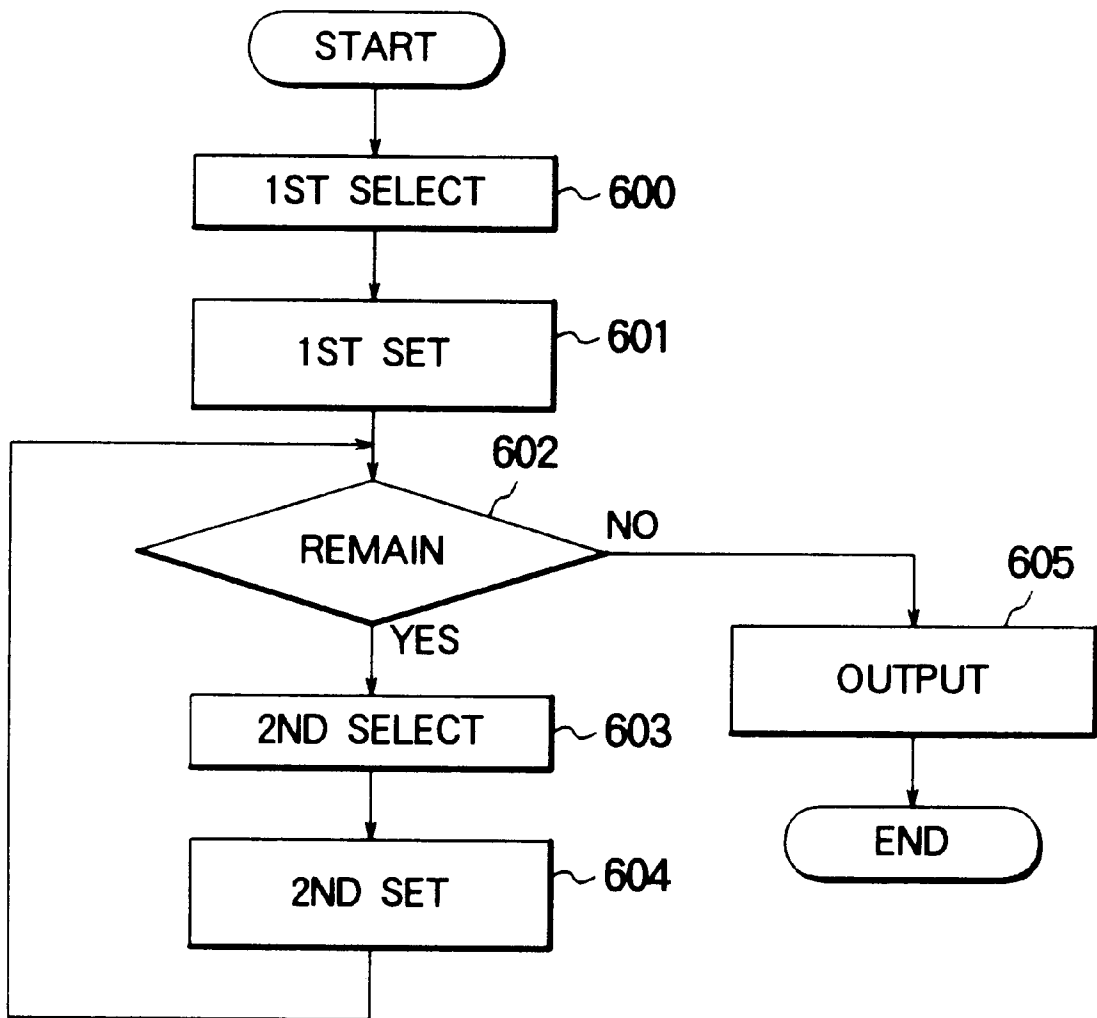 START
1ST SELECT
600
1ST SET
601
602
REMAIN
NO
YES
605
OUTPUT
2ND SELECT
603
END
2ND SET
604